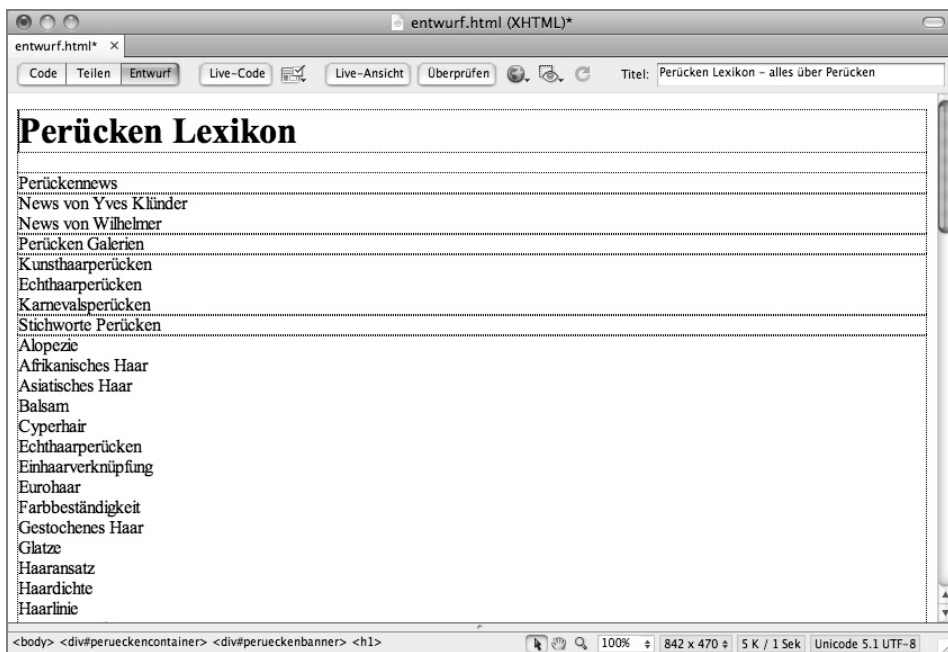 entwurf.html (XHTML)*
entwurf.html* ×
Code Teilen Entwurf Live-Code Live-Ansicht Überprüfen Titel: Perücken Lexikon – alles über Perücken
Perücken Lexikon
Perückennews
News von Yves Klünder
News von Wilhelmer
Perücken Galerien
Kunsthaarperücken
Echthaarperücken
Karnevalsperücken
Stichworte Perücken
Alopezie
Afrikanisches Haar
Asiatisches Haar
Balsam
Cyperhair
Echthaarperücken
Einhaarverknüpfung
Eurohaar
Farbbeständigkeit
Gestochenes Haar
Glatze
Haaransatz
Haardichte
Haarlinie
<body> <div#perueckencontainer> <div#perueckenbanner> <h1> 100% 842 x 470 5 K / 1 Sek Unicode 5.1 UTF-8